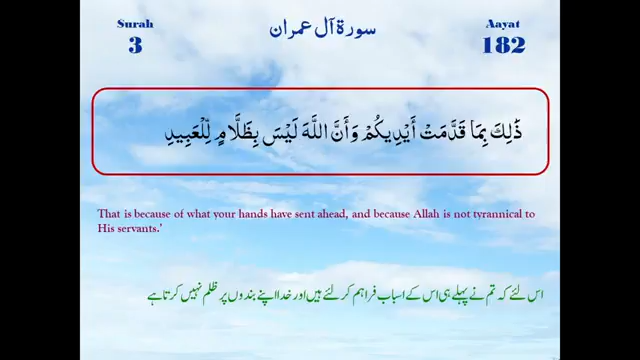 Surah
3
سورة آل عمران
Aayat
182
ذَٰلِكَ بِمَا قَدَّمَتْ أَيْدِيكُمْ وَأَنَّ اللَّهَ لَيْسَ بِظَلَّامٍ لِّلْعَبِيدِ
That is because of what your hands have sent ahead, and because Allah is not tyrannical to
His servants.’
اس لئے کہ تم نے پہلے ہی اس کے اسباب فراہم کر لئے ہیں اور خدا اپنے بندوں پر ظلم نہیں کرتا ہے